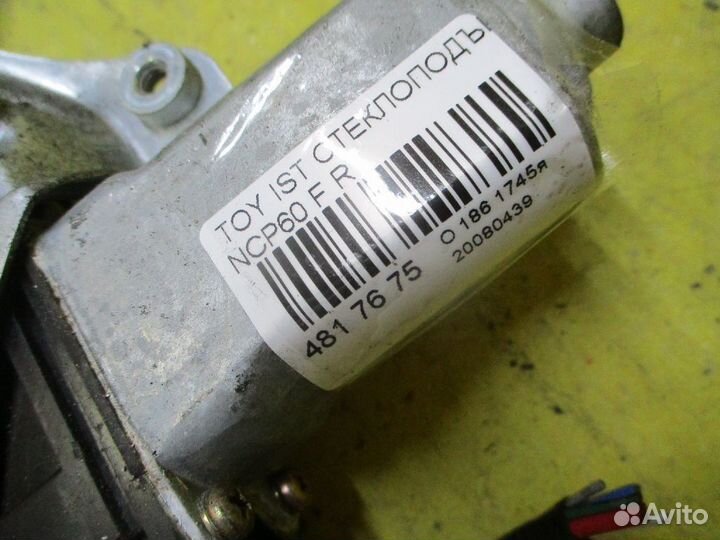 TOY IST СТЕКЛОПОДЪ
NCP60 F R
481 76 75
О 186 1745я
20080439
Avito